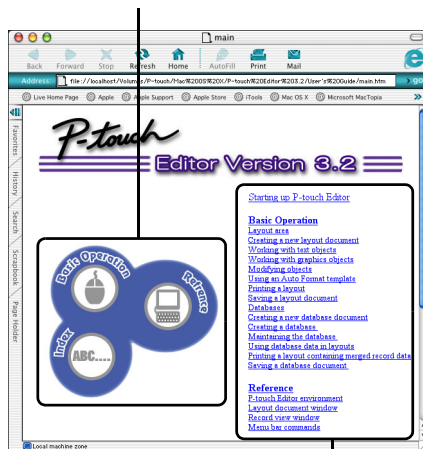 main
Back Forward Stop Refresh Home AutoFill Print Mail
Address: file://localhost/Volumes/P-touch/Mac%20OS%20X/P-touch%20Editor%203.2/User's%20Guide/main.htm go
Live Home Page Apple Apple Support Apple Store iTools Mac OS X Microsoft MacTopia
Favorites
History
Search
Scrapbook
Page Holder
P-touch
Editor Version 3.2
Basic Operation
Refrance
Index
ABC....
Starting up P-touch Editor
Basic Operation
Layout area
Creating a new layout document
Working with text objects
Working with graphics objects
Modifying objects
Using an Auto Format template
Printing a layout
Saving a layout document
Databases
Creating a new database document
Creating a database
Maintaining the database
Using database data in layouts
Printing a layout containing merged record data
Saving a database document
Reference
P-touch Editor environment
Layout document window
Record view window
Menu bar commands
Local machine zone